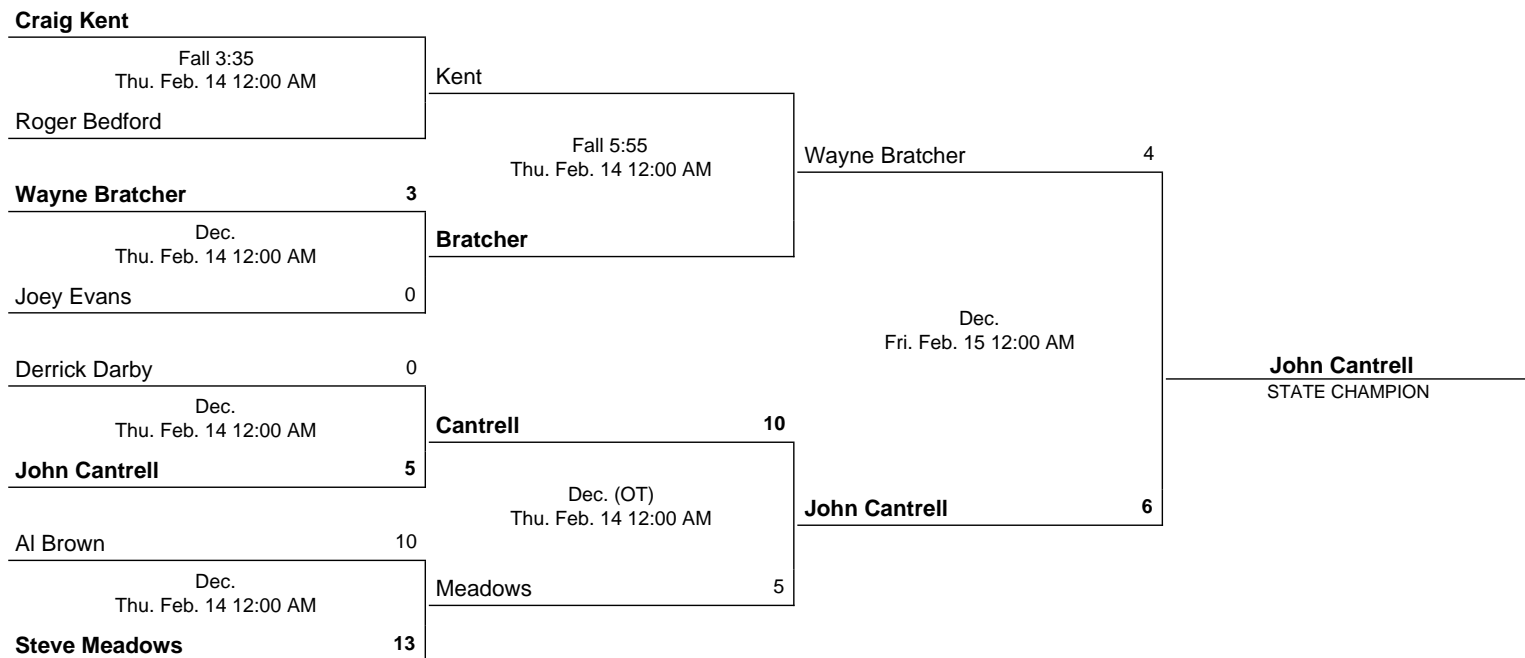 Craig Kent
Fall 3:35
Thu. Feb. 14 12:00 AM
Roger Bedford
Wayne Bratcher 3
Dec.
Thu. Feb. 14 12:00 AM
Joey Evans 0
Derrick Darby 0
Dec.
Thu. Feb. 14 12:00 AM
John Cantrell 5
Al Brown 10
Dec.
Thu. Feb. 14 12:00 AM
Steve Meadows 13
Kent
Fall 5:55
Thu. Feb. 14 12:00 AM
Bratcher
Cantrell 10
Dec. (OT)
Thu. Feb. 14 12:00 AM
Meadows 5
Wayne Bratcher 4
Dec.
Fri. Feb. 15 12:00 AM
John Cantrell 6
John Cantrell
STATE CHAMPION